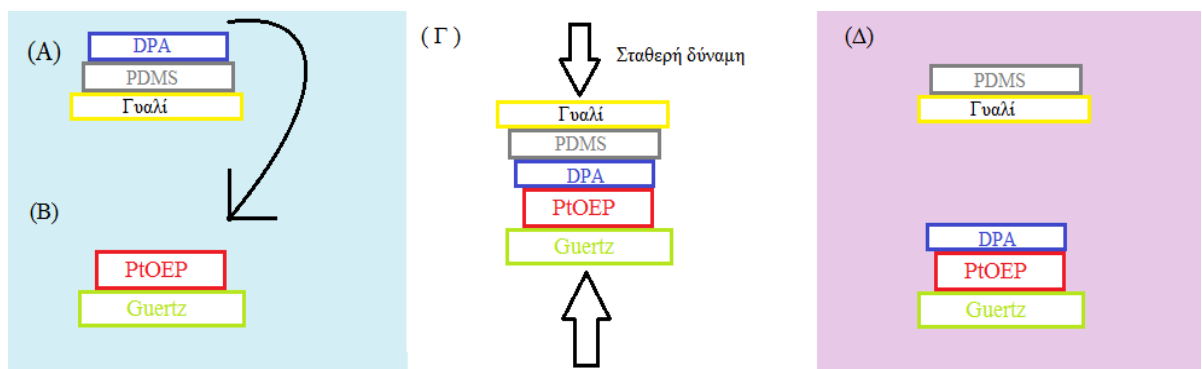 (Α)
DPA
PDMS
Γυαλί
(Β)
PtOEP
Guertz
(Γ)
Σταθερή δύναμη
Γυαλί
PDMS
DPA
PtOEP
Guertz
(Δ)
PDMS
Γυαλί
DPA
PtOEP
Guertz